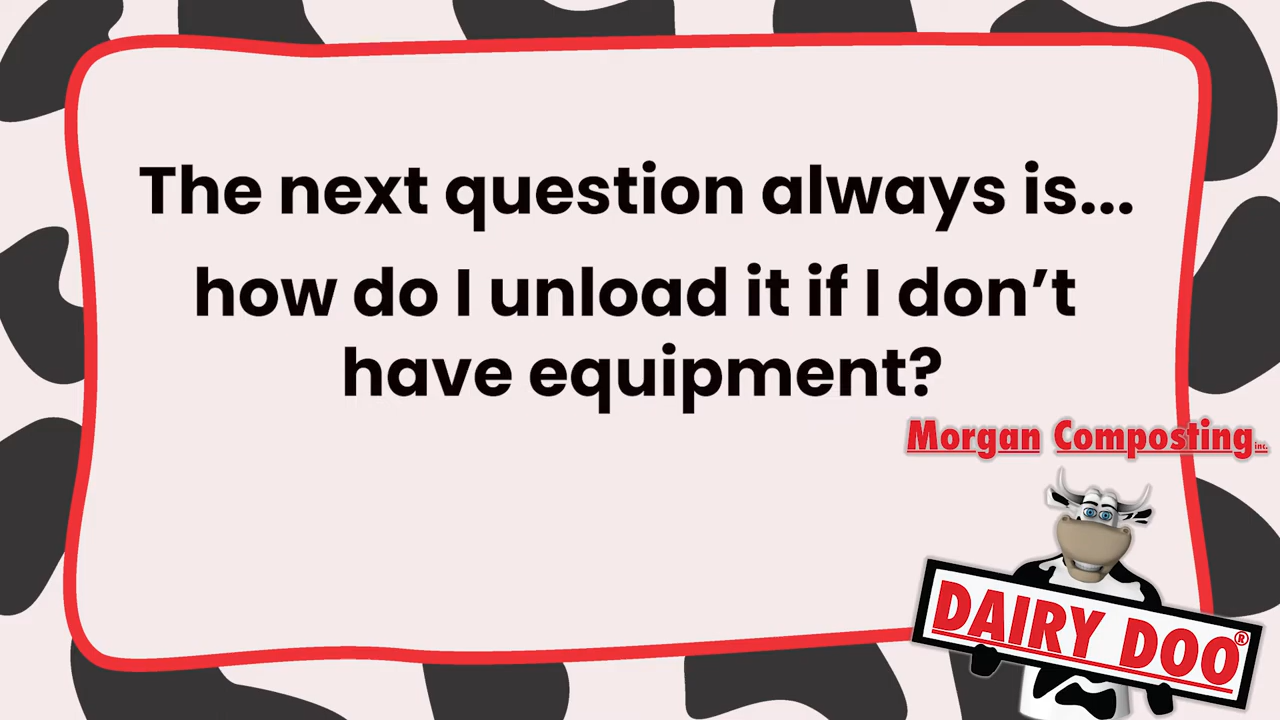 The next question always is...
how do I unload it if I don’t
have equipment?
Morgan Composting inc.
DAIRY DOO®